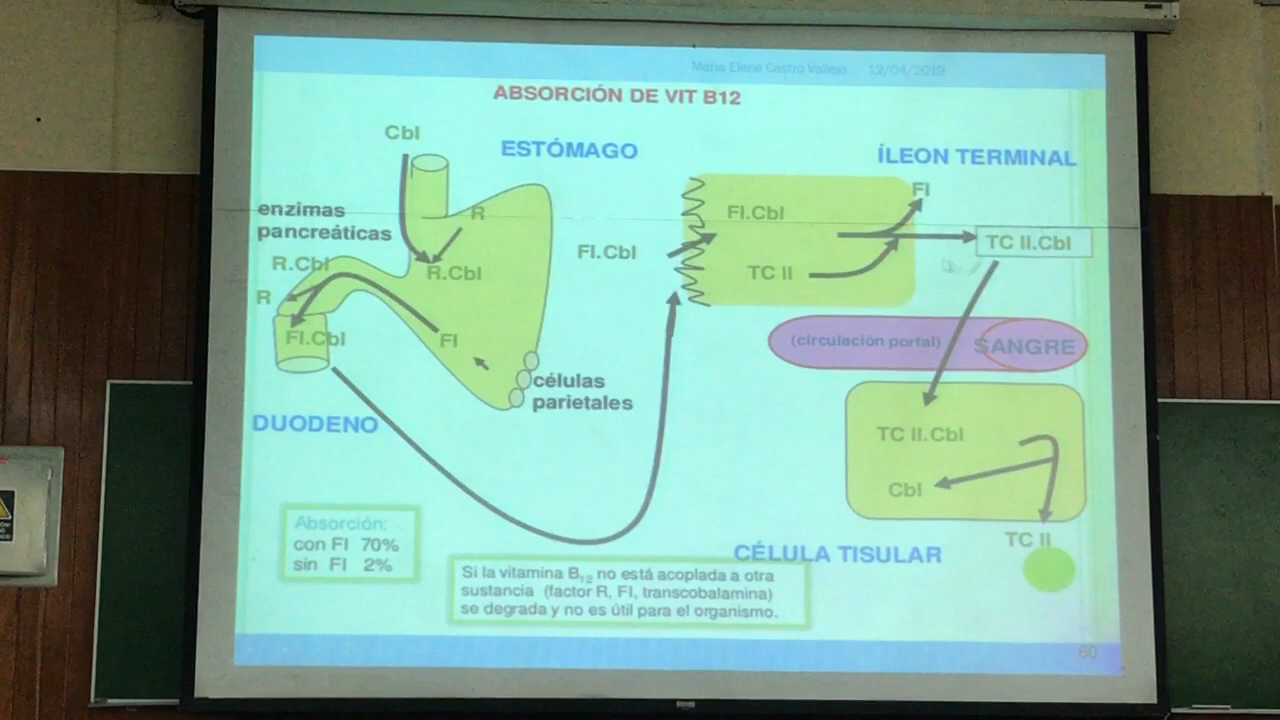 María Elena Castro Vallejo 12/04/2019
ABSORCIÓN DE VIT B12
Cbl
ESTÓMAGO
ÍLEON TERMINAL
enzimas
pancreáticas
R
R.Cbl
R.Cbl
R
FI.Cbl
FI
células
parietales
DUODENO
FI.Cbl
FI.Cbl
TC II
FI
TC II.Cbl
(circulación portal)
SANGRE
TC II.Cbl
Cbl
TC II
CÉLULA TISULAR
Absorción:
con FI 70%
sin FI 2%
Si la vitamina B12 no está acoplada a otra
sustancia (factor R, FI, transcobalamina)
se degrada y no es útil para el organismo.
60